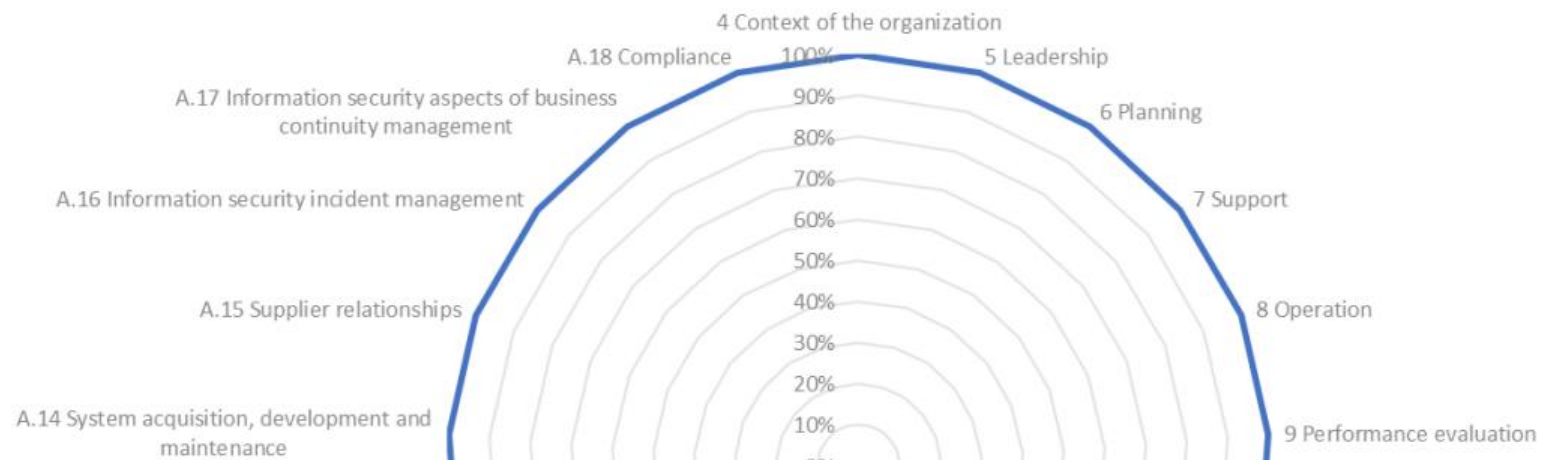 4 Context of the organization
A.18 Compliance
100%
5 Leadership
A.17 Information security aspects of business
continuity management
90%
6 Planning
80%
70%
A.16 Information security incident management
7 Support
60%
50%
40%
A.15 Supplier relationships
8 Operation
30%
20%
A.14 System acquisition, development and
maintenance
10%
9 Performance evaluation